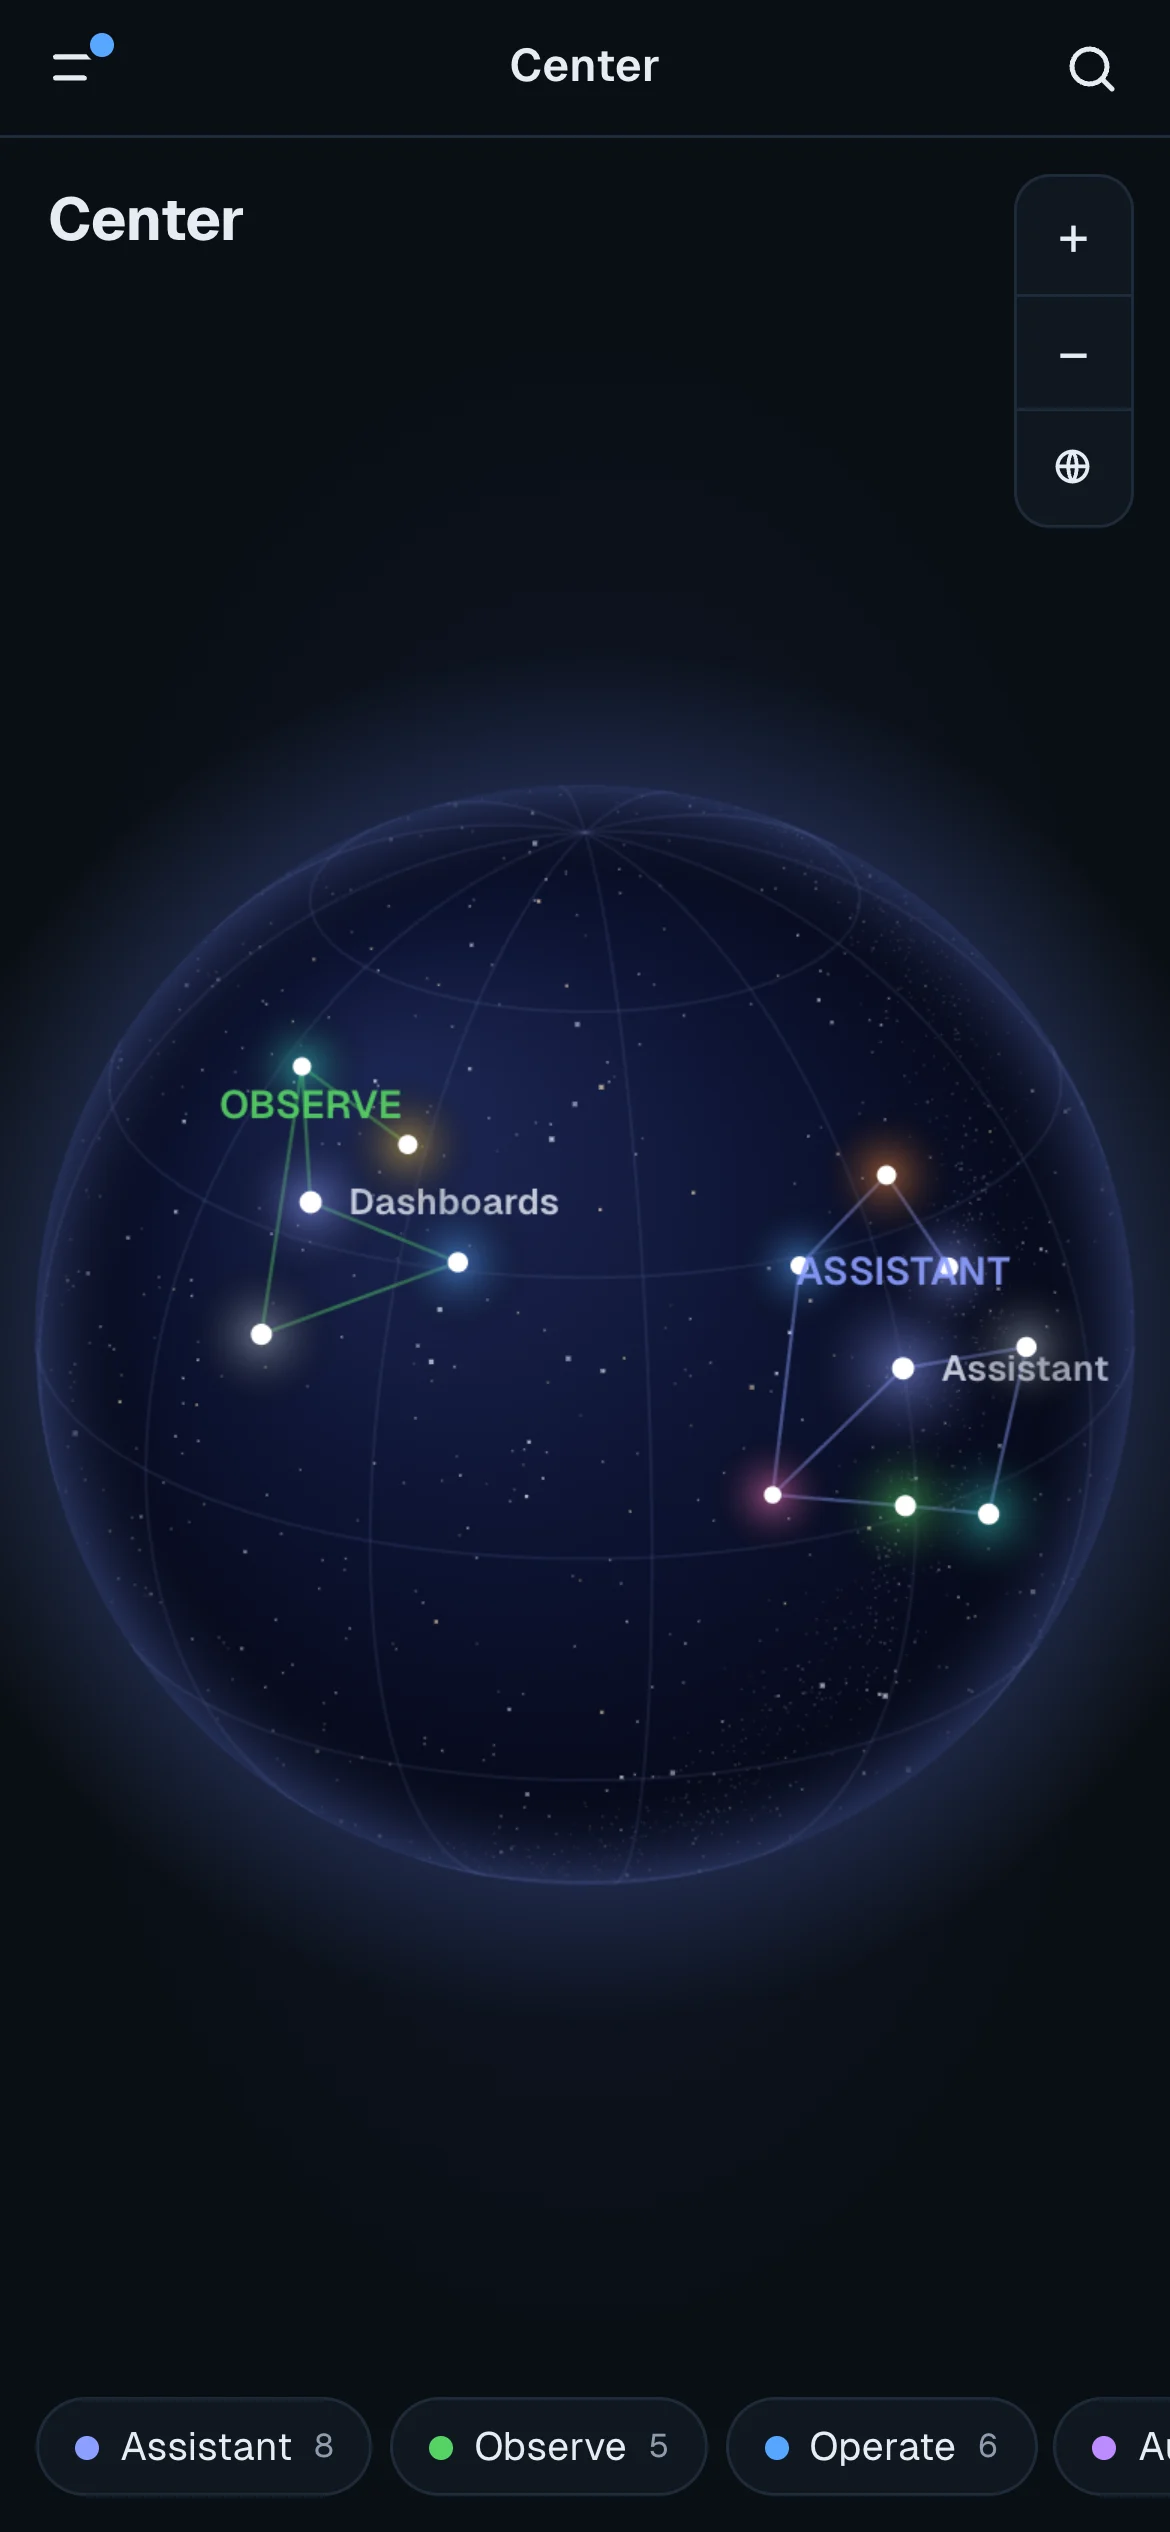 Center
Center
+
−
OBSERVE
Dashboards
ASSISTANT
Assistant
Assistant 8
Observe 5
Operate 6